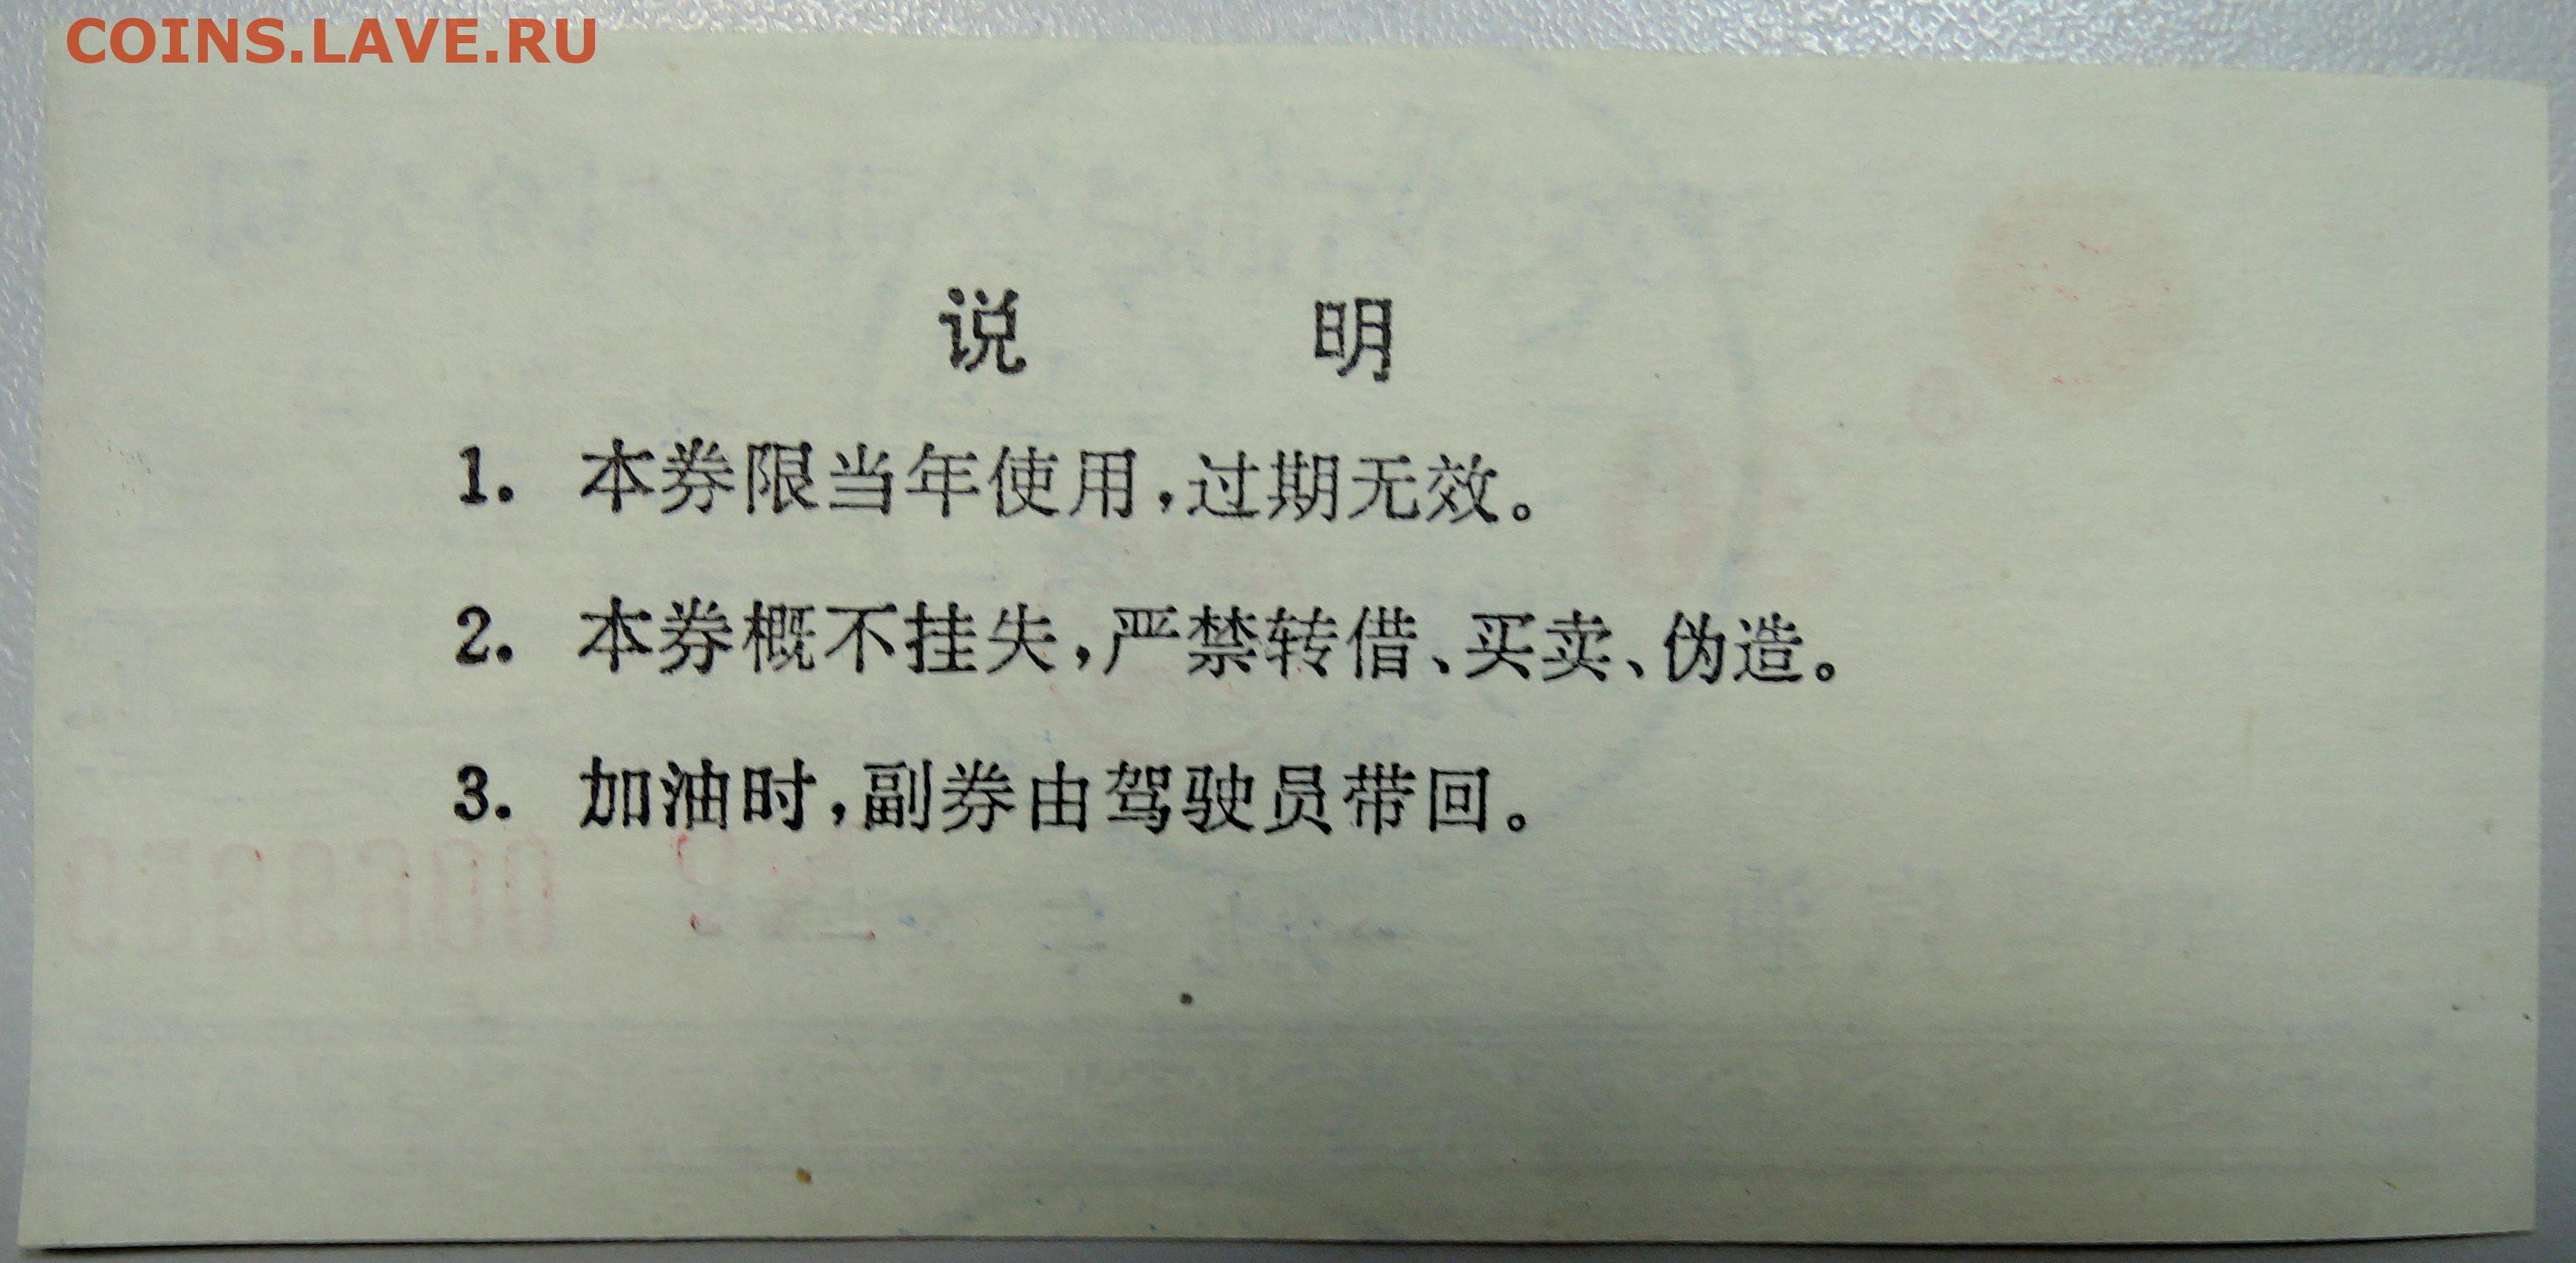 COINS.LAVE.RU
说 明
1. 本券限当年使用,过期无效。
2. 本券概不挂失,严禁转借、买卖、伪造。
3. 加油时,副券由驾驶员带回。